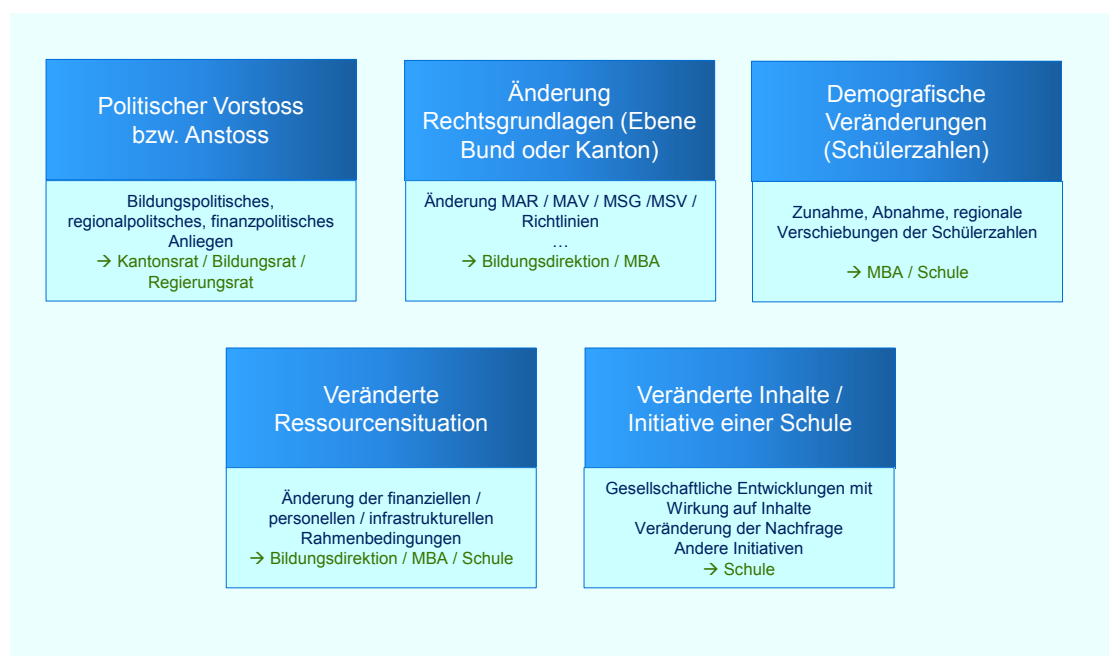 Politischer Vorstoss
bzw. Anstoss
Bildungspolitisches,
regionalpolitsches, finanzpolitisches
Anliegen
→ Kantonsrat / Bildungsrat /
Regierungsrat
Änderung
Rechtsgrundlagen (Ebene
Bund oder Kanton)
Änderung MAR / MAV / MSG /MSV /
Richtlinien
…
→ Bildungsdirektion / MBA
Demografische
Veränderungen
(Schülerzahlen)
Zunahme, Abnahme, regionale
Verschiebungen der Schülerzahlen
→ MBA / Schule
Veränderte
Ressourcensituation
Änderung der finanziellen /
personellen / infrastrukturellen
Rahmenbedingungen
→ Bildungsdirektion / MBA / Schule
Veränderte Inhalte /
Initiative einer Schule
Gesellschaftliche Entwicklungen mit
Wirkung auf Inhalte
Veränderung der Nachfrage
Andere Initiativen
→ Schule